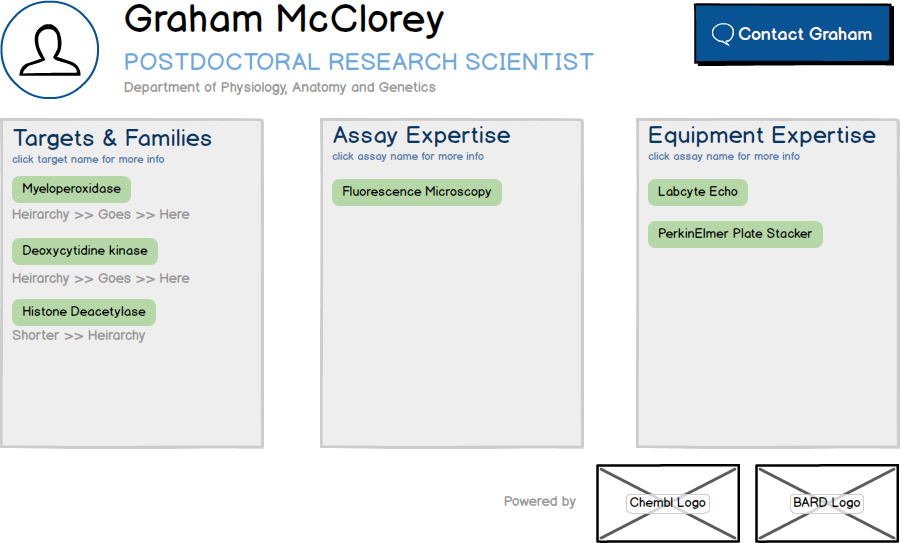 Graham McClorey
POSTDOCTORAL RESEARCH SCIENTIST
Department of Physiology, Anatomy and Genetics
Contact Graham
Targets & Families
click target name for more info
Myeloperoxidase
Heirarchy >> Goes >> Here
Deoxycytidine kinase
Heirarchy >> Goes >> Here
Histone Deacetylase
Shorter >> Heirarchy
Assay Expertise
click assay name for more info
Fluorescence Microscopy
Equipment Expertise
click assay name for more info
Labcyte Echo
PerkinElmer Plate Stacker
Powered by
Chembl Logo
BARD Logo